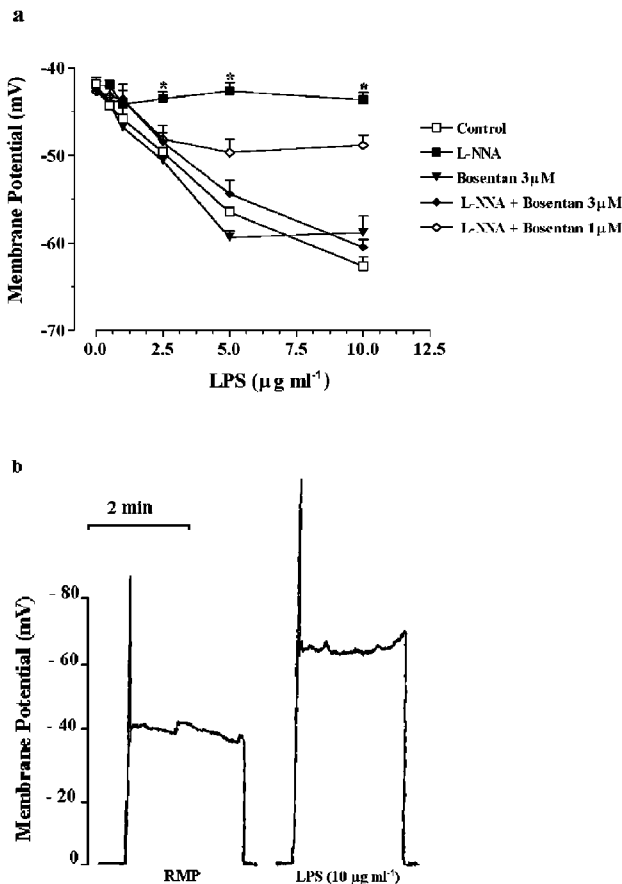 a
Membrane Potential (mV)
-40
-50
-60
-70
* * *
0.0 2.5 5.0 7.5 10.0 12.5
LPS (µg ml-1)
Control
L-NNA
Bosentan 3µM
L-NNA + Bosentan 3µM
L-NNA + Bosentan 1µM
b
2 min
Membrane Potential (mV)
- 80
- 60
- 40
- 20
0
RMP
LPS (10 µg ml-1)